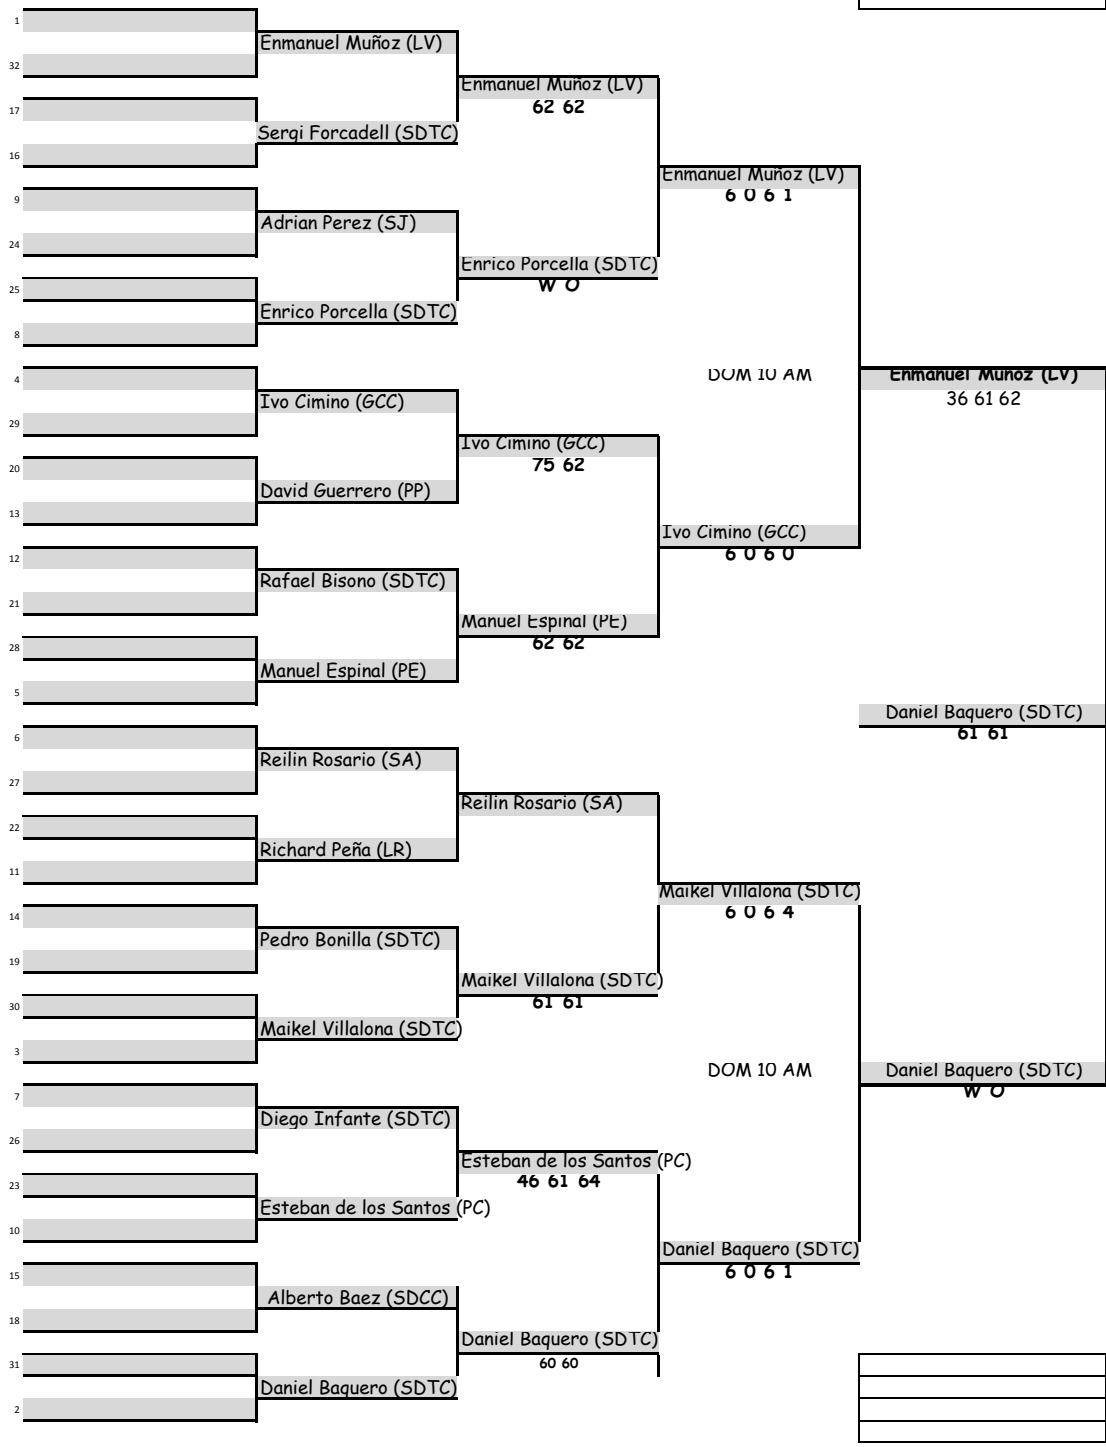 1
Enmanuel Muñoz (LV)
32
Enmanuel Muñoz (LV)
62 62
17
Sergi Forcadell (SDTC)
16
Enmanuel Muñoz (LV)
6 0 6 1
9
Adrian Perez (SJ)
24
Enrico Porcella (SDTC)
W O
25
Enrico Porcella (SDTC)
8
4
DOM 10 AM
Enmanuel Muñoz (LV)
36 61 62
Ivo Cimino (GCC)
29
Ivo Cimino (GCC)
75 62
20
David Guerrero (PP)
13
Ivo Cimino (GCC)
6 0 6 0
12
Rafael Bisono (SDTC)
21
Manuel Espinal (PE)
62 62
28
Manuel Espinal (PE)
5
Daniel Baquero (SDTC)
61 61
6
Reilin Rosario (SA)
27
Reilin Rosario (SA)
22
Richard Peña (LR)
11
Maikel Villalona (SDTC)
6 0 6 4
14
Pedro Bonilla (SDTC)
19
Maikel Villalona (SDTC)
61 61
30
Maikel Villalona (SDTC)
3
DOM 10 AM
Daniel Baquero (SDTC)
W O
7
Diego Infante (SDTC)
26
Esteban de los Santos (PC)
46 61 64
23
Esteban de los Santos (PC)
10
Daniel Baquero (SDTC)
6 0 6 1
15
Alberto Baez (SDCC)
18
Daniel Baquero (SDTC)
60 60
31
Daniel Baquero (SDTC)
2